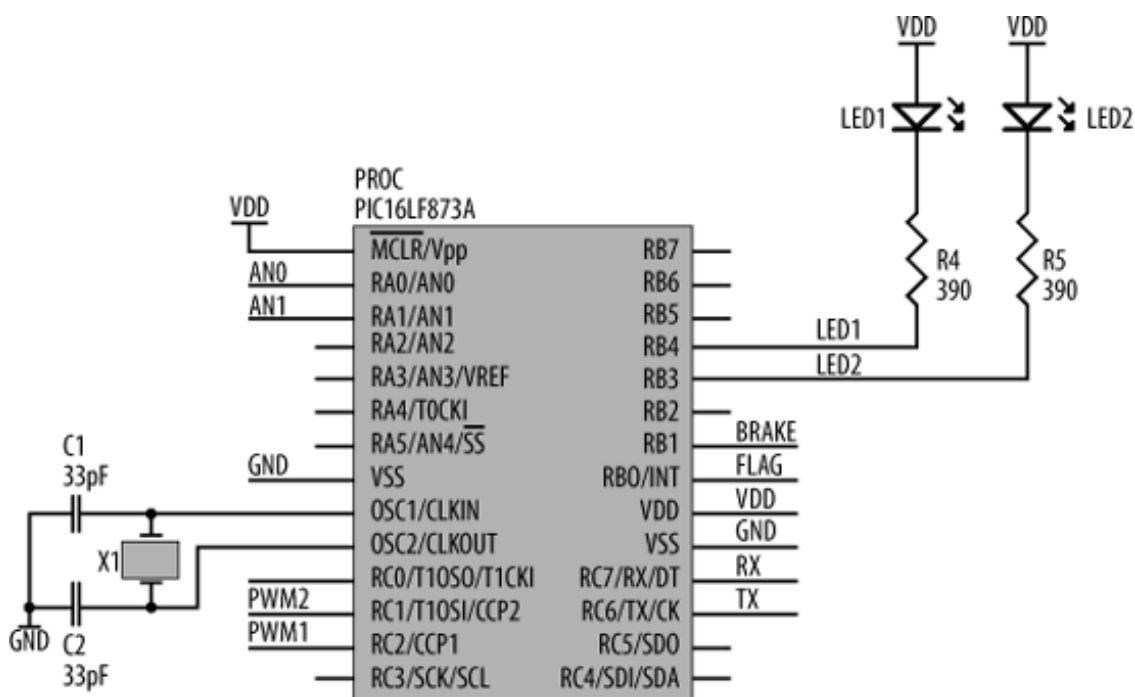 VDD VDD
LED1 LED2
PROC
PIC16LF873A
VDD
MCLR/Vpp RB7
AN0 RA0/AN0 RB6
AN1 RA1/AN1 RB5
R4
390
R5
390
RA2/AN2 RB4 LED1
RA3/AN3/VREF RB3 LED2
RA4/T0CKI RB2
RA5/AN4/SS RB1 BRAKE
GND VSS RBO/INT FLAG
C1
33pF
OSC1/CLKIN VDD VDD
X1
OSC2/CLKOUT VSS GND
RC0/T1OSO/T1CKI RC7/RX/DT RX
PWM2 RC1/T1OSI/CCP2 RC6/TX/CK TX
PWM1 RC2/CCP1 RC5/SDO
GND
C2
33pF
RC3/SCK/SCL RC4/SDI/SDA